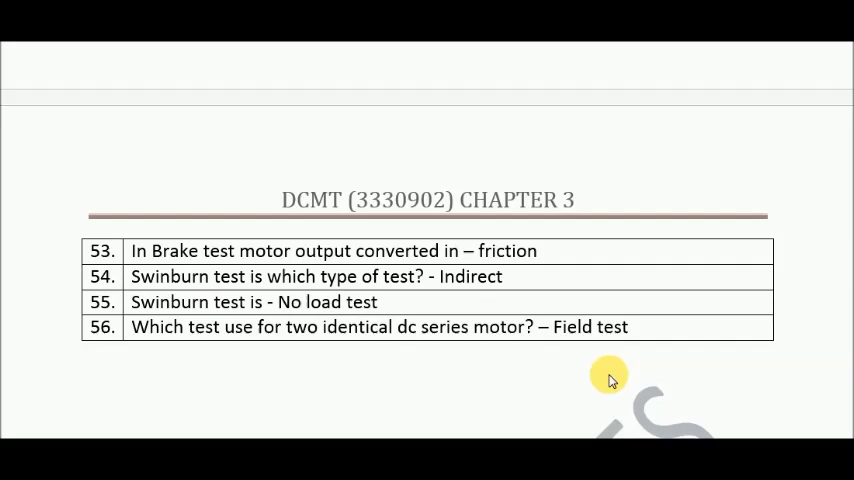 DCMT (3330902) CHAPTER 3
53. In Brake test motor output converted in – friction
54. Swinburn test is which type of test? - Indirect
55. Swinburn test is - No load test
56. Which test use for two identical dc series motor? – Field test